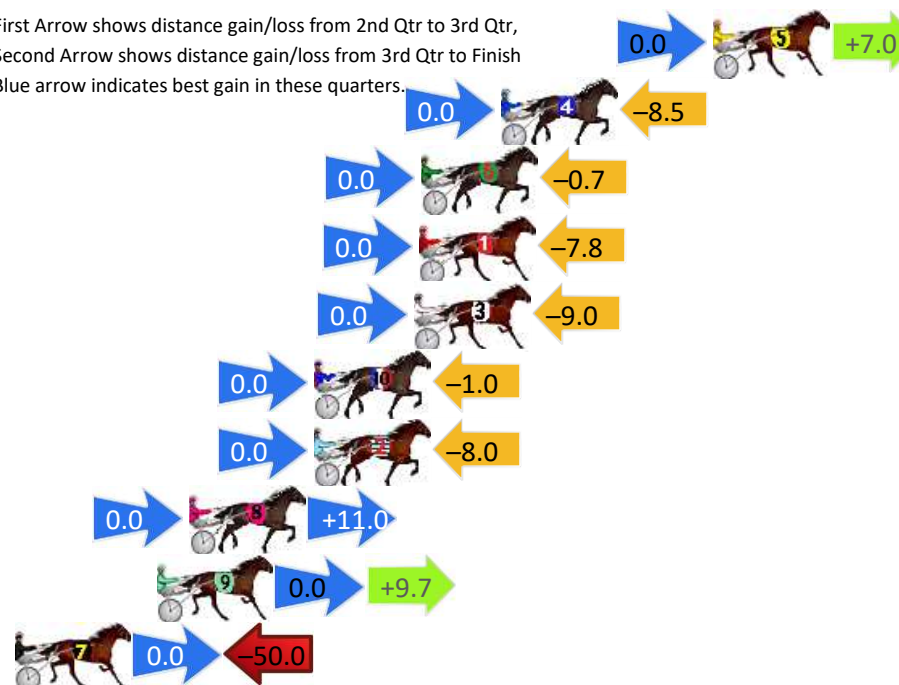 First Arrow shows distance gain/loss from 2nd Qtr to 3rd Qtr,
Second Arrow shows distance gain/loss from 3rd Qtr to Finish
Blue arrow indicates best gain in these quarters.
0.0 5 +7.0
0.0 4 –8.5
0.0 6 –0.7
0.0 1 –7.8
0.0 3 –9.0
0.0 10 –1.0
0.0 2 –8.0
0.0 8 +11.0
9 0.0 +9.7
7 0.0 –50.0